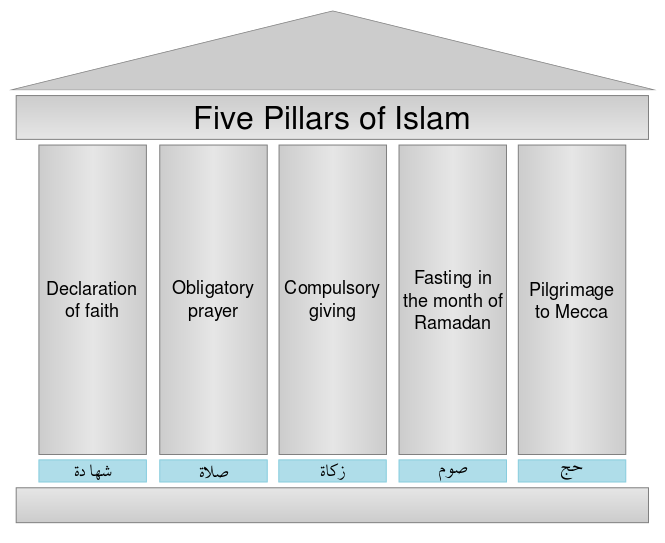 Five Pillars of Islam
Declaration
of faith
Obligatory
prayer
Compulsory
giving
Fasting in
the month of
Ramadan
Pilgrimage
to Mecca
شهادة
صلاة
زكاة
صوم
حج